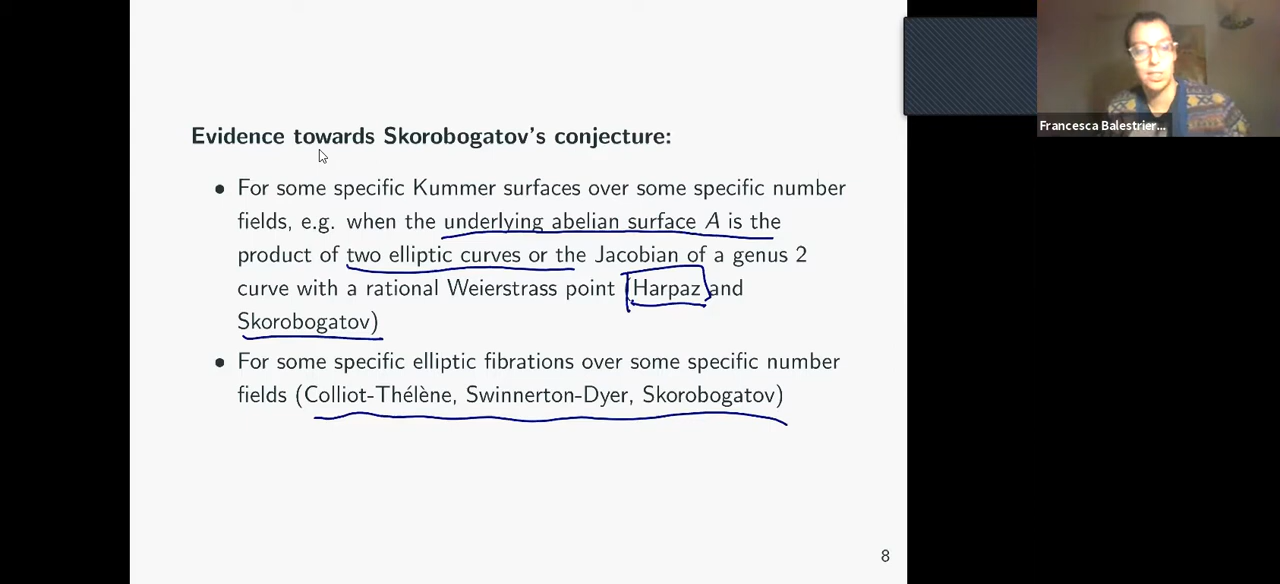 Evidence towards Skorobogatov's conjecture:
• For some specific Kummer surfaces over some specific number
fields, e.g. when the underlying abelian surface A is the
product of two elliptic curves or the Jacobian of a genus 2
curve with a rational Weierstrass point (Harpaz and
Skorobogatov)
• For some specific elliptic fibrations over some specific number
fields (Colliot-Thélène, Swinnerton-Dyer, Skorobogatov)
8
Francesca Balestrier...